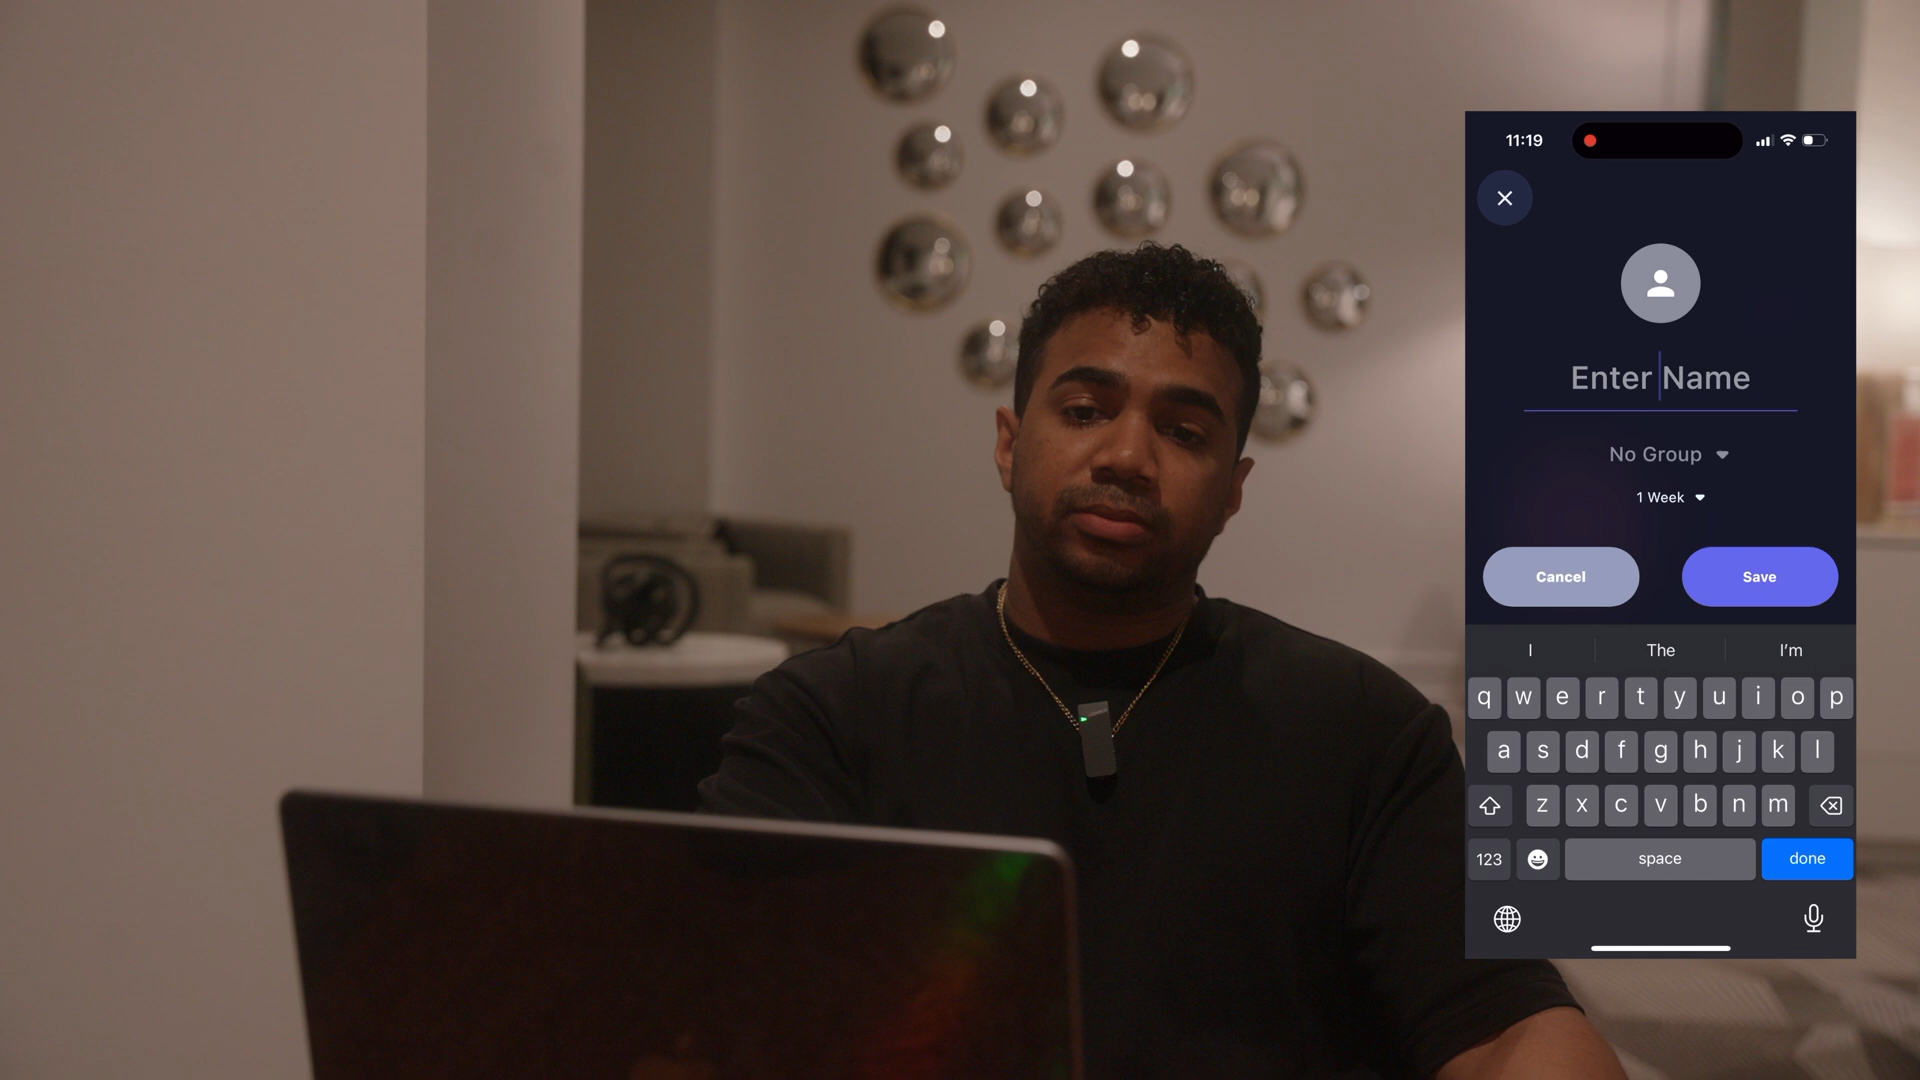 11:19
Enter Name
No Group
1 Week
Cancel
Save
I
The
I'm
q w e r t y u i o p
a s d f g h j k l
z x c v b n m
123
space
done